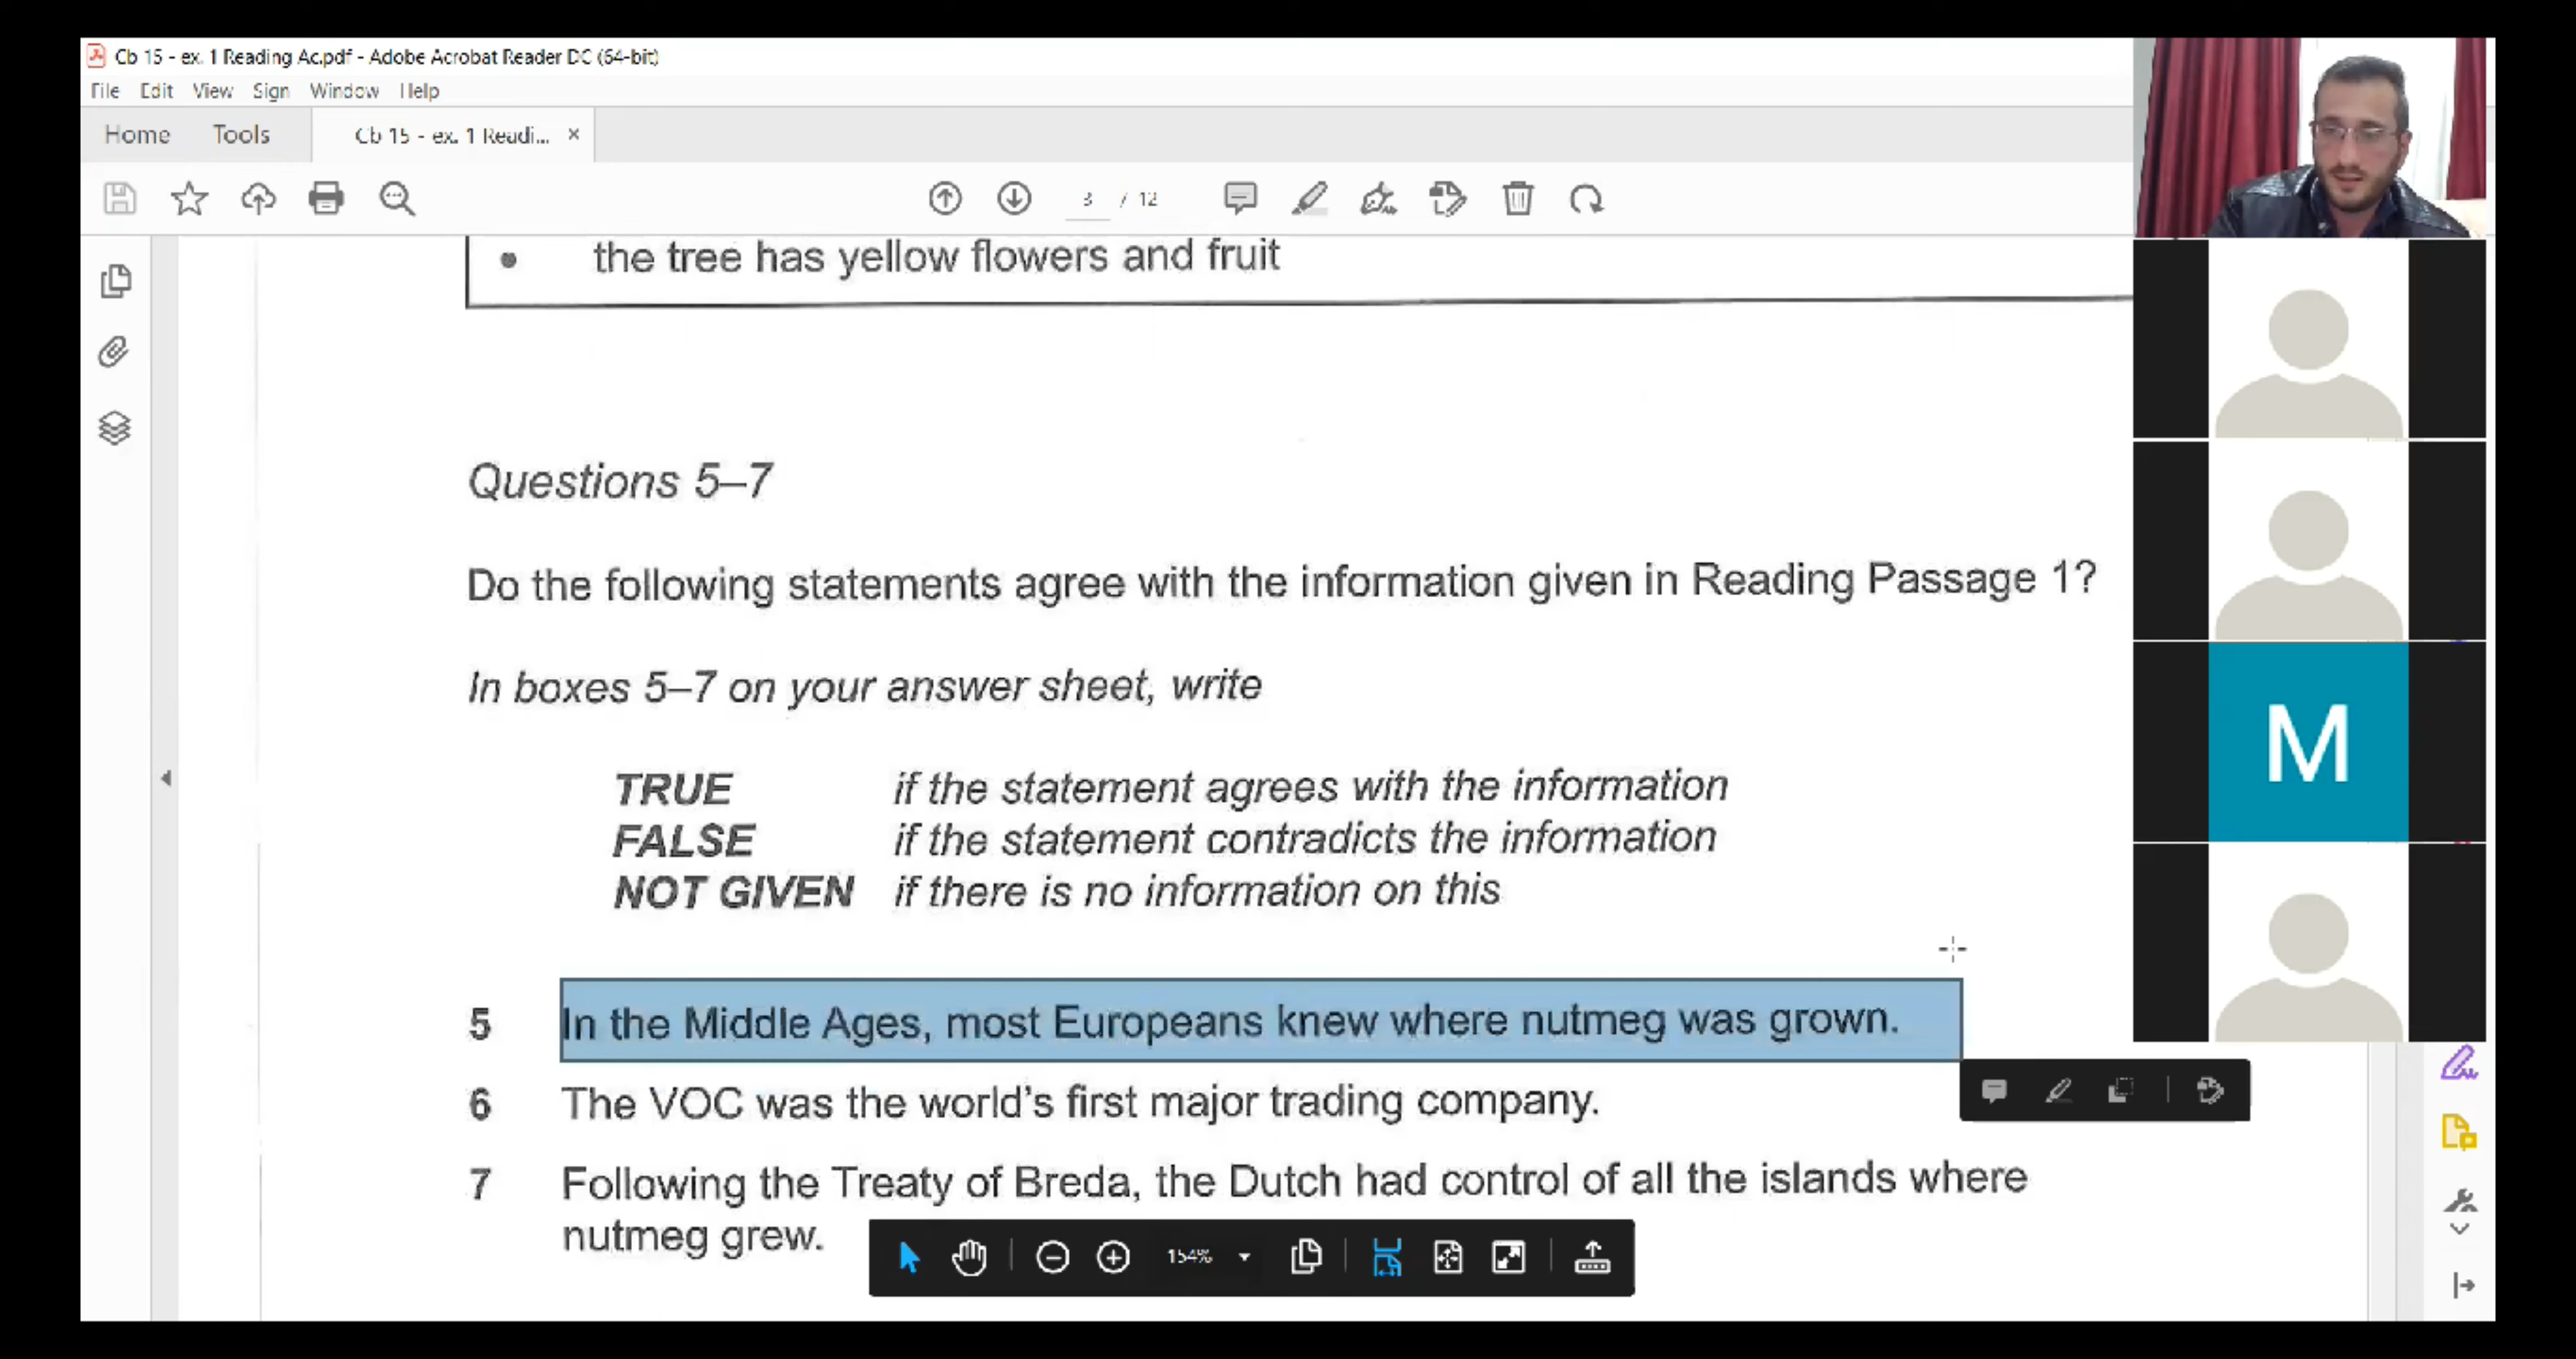 Cb 15 - ex. 1 Reading Ac.pdf - Adobe Acrobat Reader DC (64-bit)
File Edit View Sign Window Help
Home Tools Cb 15 - ex. 1 Readi... ×
3 / 12
• the tree has yellow flowers and fruit
Questions 5–7
Do the following statements agree with the information given in Reading Passage 1?
In boxes 5–7 on your answer sheet, write
TRUE if the statement agrees with the information
FALSE if the statement contradicts the information
NOT GIVEN if there is no information on this
5 In the Middle Ages, most Europeans knew where nutmeg was grown.
6 The VOC was the world's first major trading company.
7 Following the Treaty of Breda, the Dutch had control of all the islands where
nutmeg grew.
154%
M